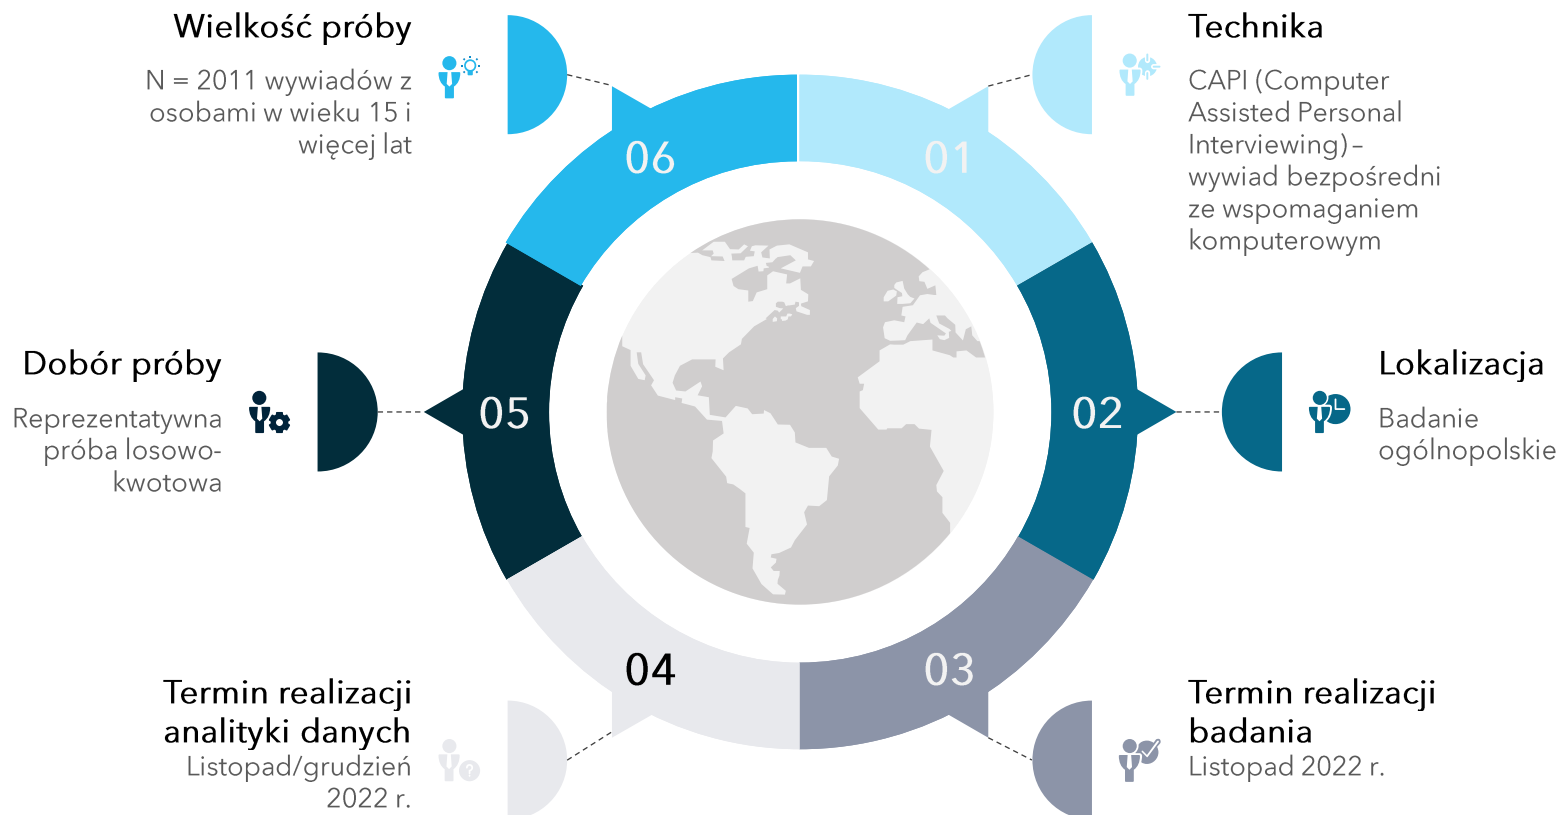 Wielkość próby
N = 2011 wywiadów z
osobami w wieku 15 i
więcej lat
06
Technika
CAPI (Computer
Assisted Personal
Interviewing) –
wywiad bezpośredni
ze wspomaganiem
komputerowym
01
Dobór próby
Reprezentatywna
próba losowo-
kwotowa
05
02
Lokalizacja
Badanie
ogólnopolskie
04
Termin realizacji
analityki danych
Listopad/grudzień
2022 r.
?
03
Termin realizacji
badania
Listopad 2022 r.